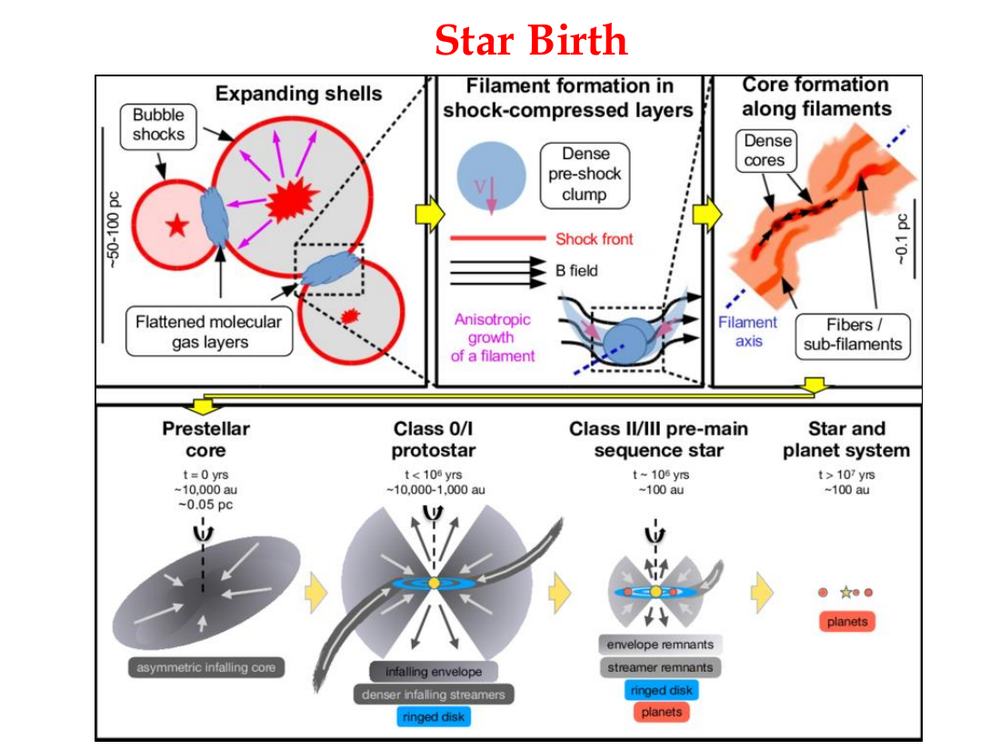 Star Birth
Expanding shells
Bubble
shocks
~50-100 pc
Flattened molecular
gas layers
Filament formation in
shock-compressed layers
V
Dense
pre-shock
clump
Shock front
B field
Anisotropic
growth
of a filament
Core formation
along filaments
Dense
cores
~0.1 pc
Filament
axis
Fibers /
sub-filaments
Prestellar
core
t = 0 yrs
~10,000 au
~0.05 pc
asymmetric infalling core
Class 0/I
protostar
t < 10⁶ yrs
~10,000-1,000 au
infalling envelope
denser infalling streamers
ringed disk
Class II/III pre-main
sequence star
t ~ 10⁶ yrs
~100 au
envelope remnants
streamer remnants
ringed disk
planets
Star and
planet system
t > 10⁷ yrs
~100 au
planets